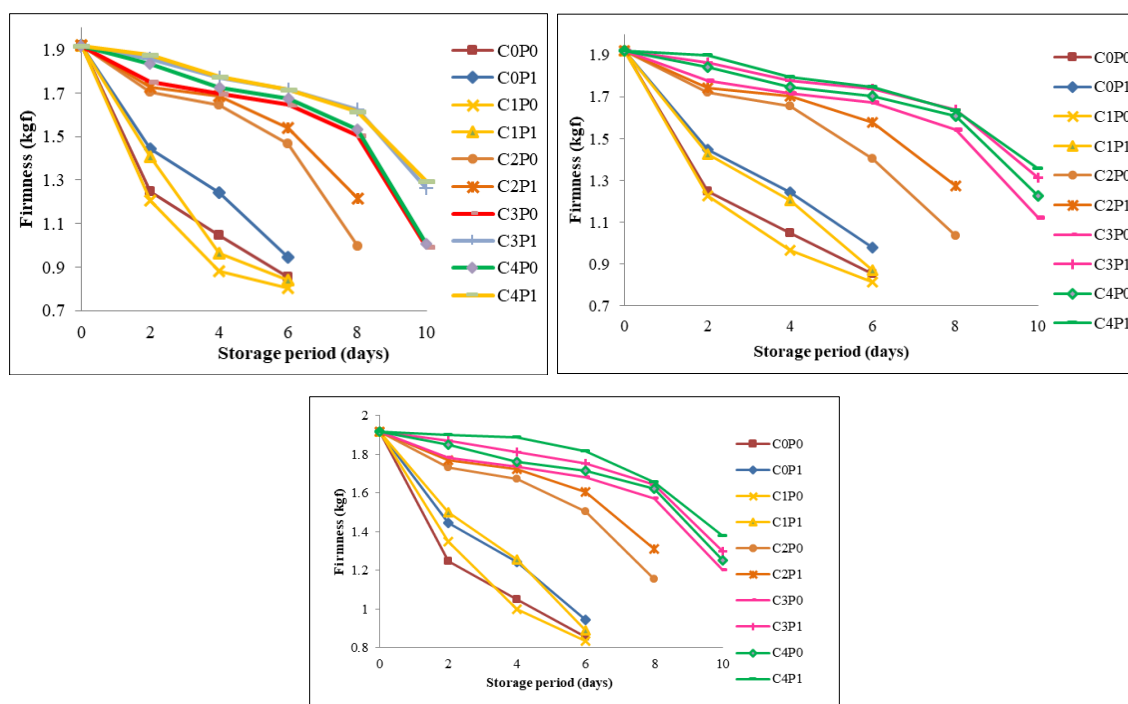 Firmness (kgf)
1.9
1.7
1.5
1.3
1.1
0.9
0.7
0 2 4 6 8 10
Storage period (days)
C0P0
C0P1
C1P0
C1P1
C2P0
C2P1
C3P0
C3P1
C4P0
C4P1
Firmness (kgf)
1.9
1.7
1.5
1.3
1.1
0.9
0.7
0 2 4 6 8 10
Storage period (days)
C0P0
C0P1
C1P0
C1P1
C2P0
C2P1
C3P0
C3P1
C4P0
C4P1
Firmness (kgf)
2
1.8
1.6
1.4
1.2
1
0.8
0 2 4 6 8 10
Storage period (days)
C0P0
C0P1
C1P0
C1P1
C2P0
C2P1
C3P0
C3P1
C4P0
C4P1